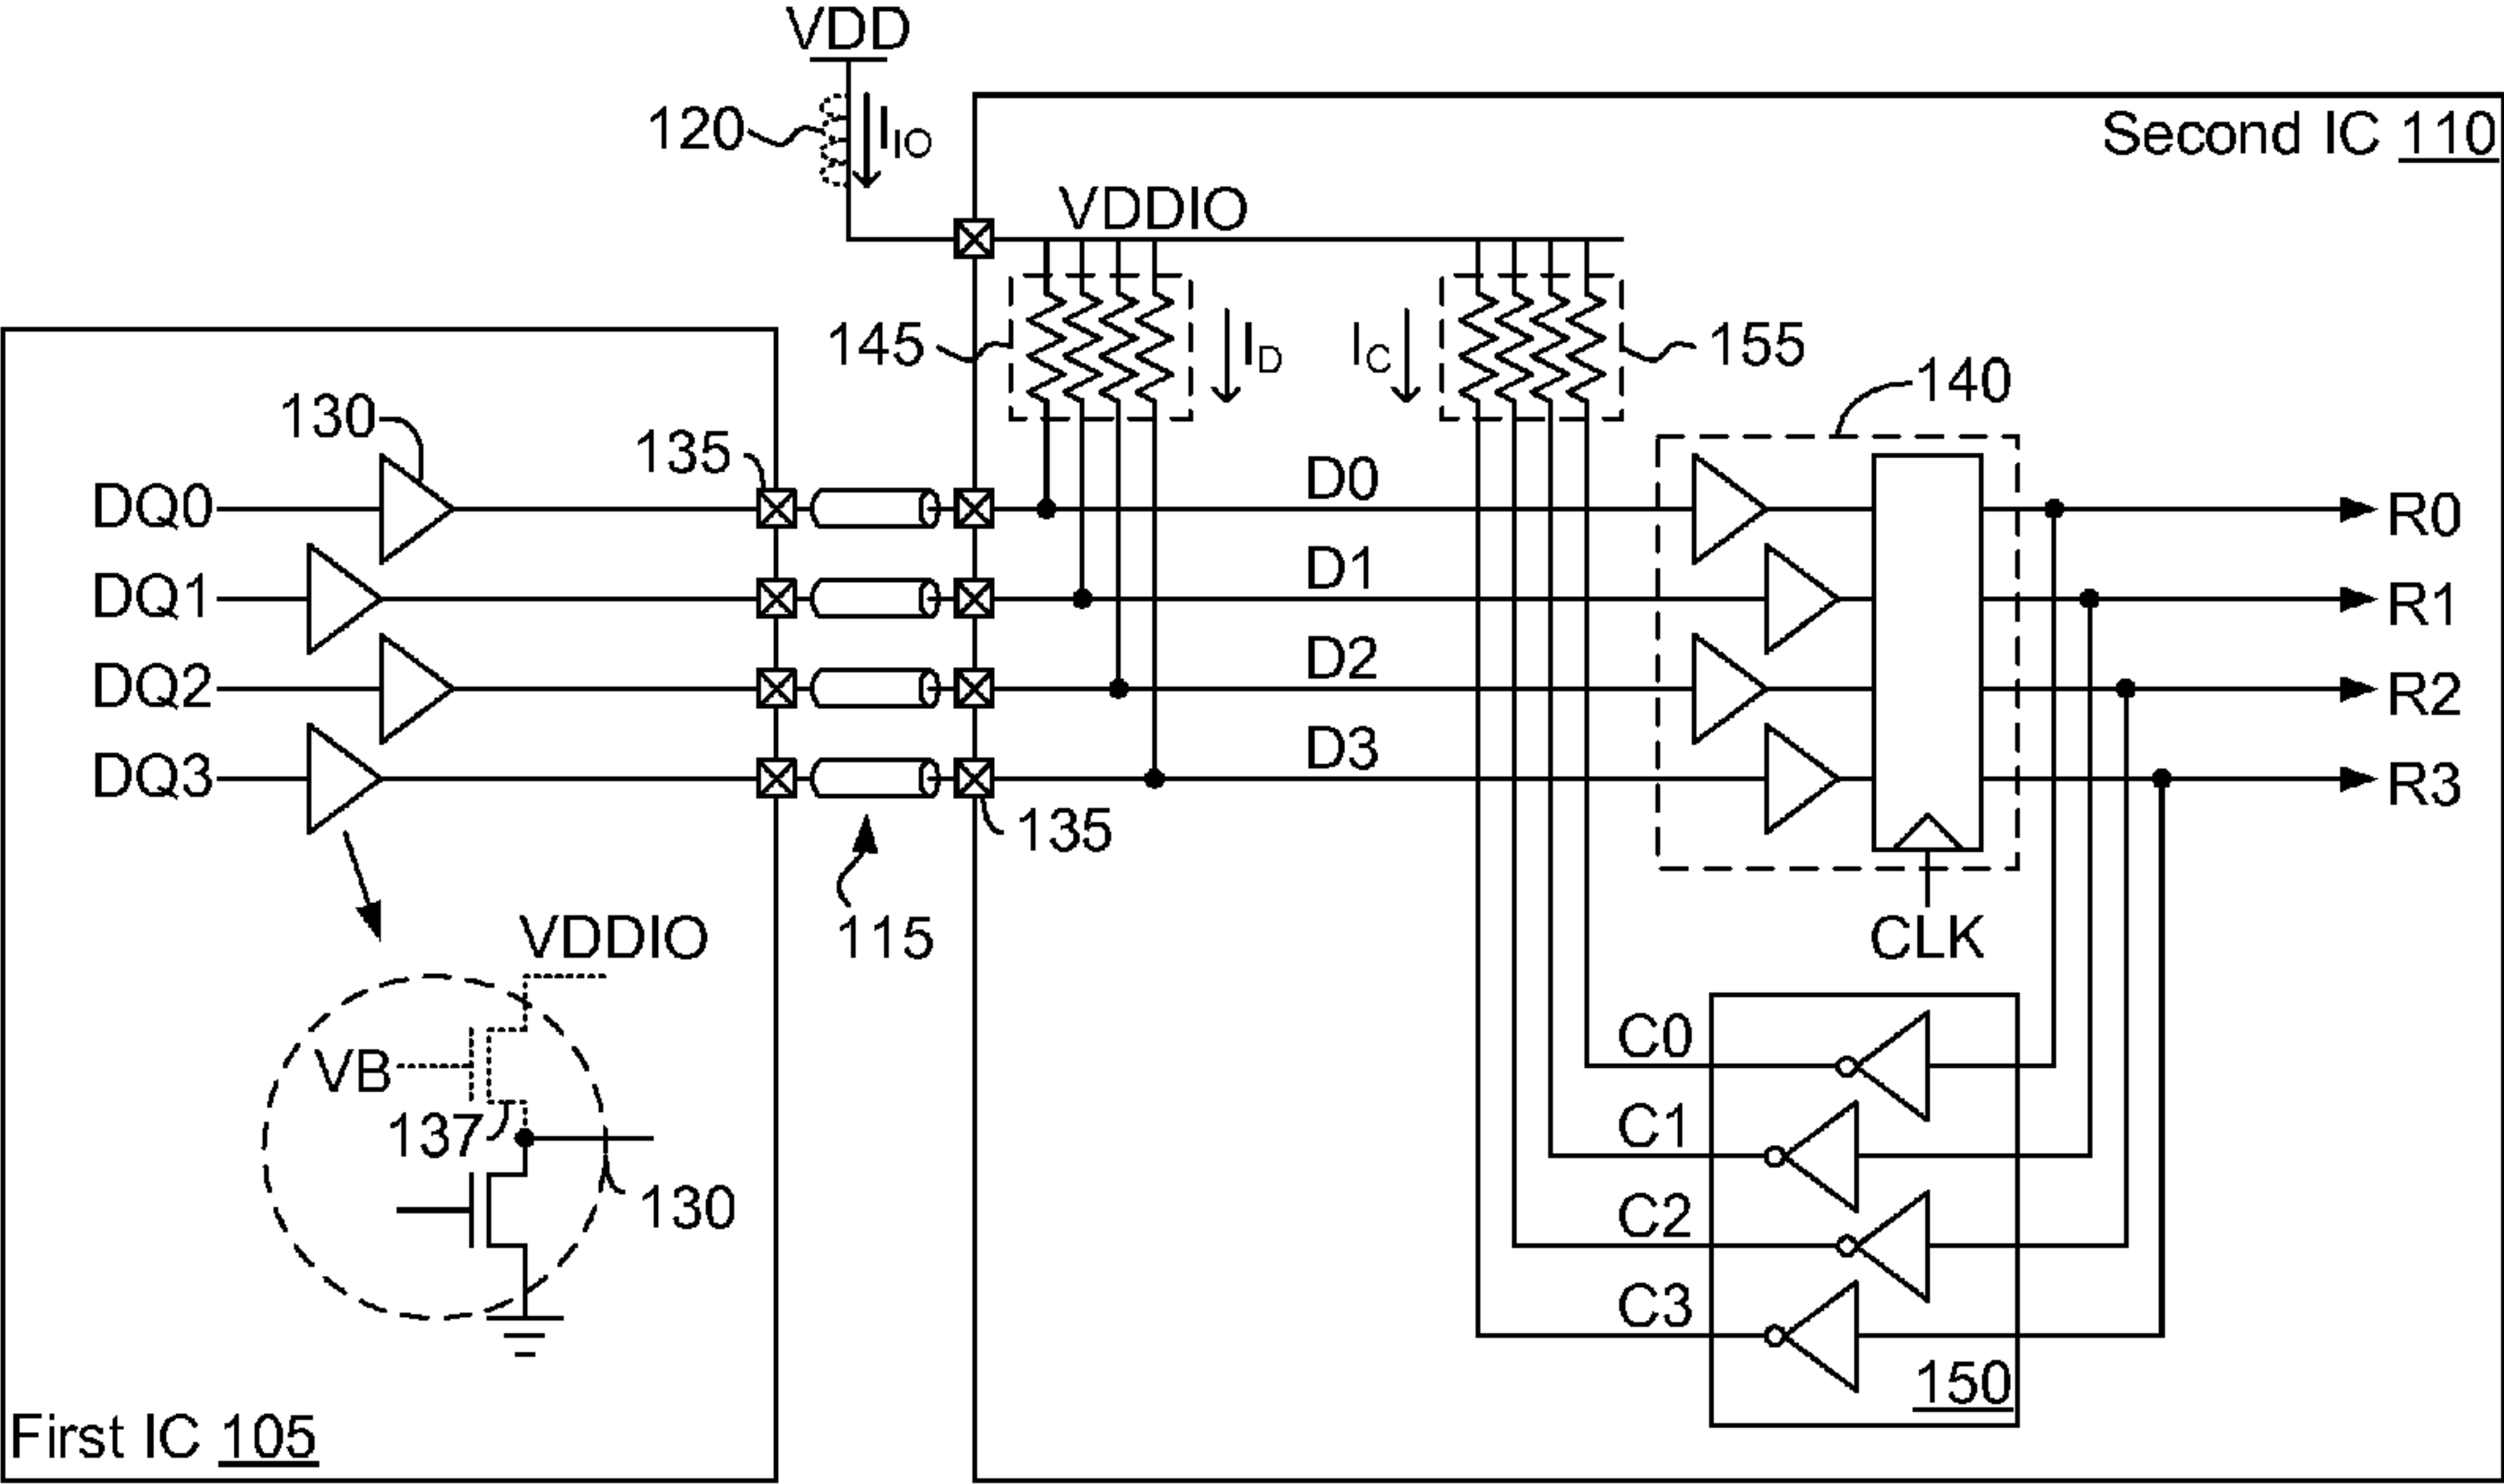 VDD
120
I_IO
Second IC 110
VDDIO
145
I_D
I_C
155
140
130
135
DQ0
D0
R0
DQ1
D1
R1
DQ2
D2
R2
DQ3
D3
R3
135
115
CLK
VDDIO
VB
137
130
C0
C1
C2
C3
150
First IC 105